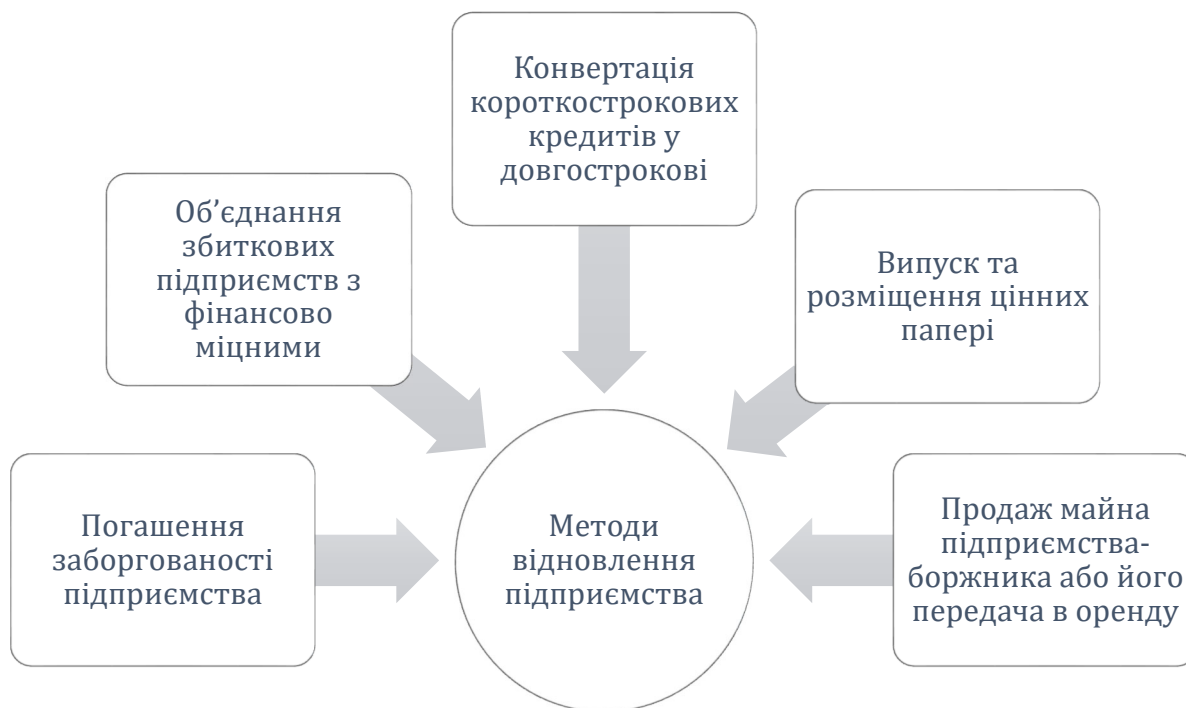 Конвертація
короткострокових
кредитів у
довгострокові
Об’єднання
збиткових
підприємств з
фінансово
міцними
Випуск та
розміщення цінних
папері
Погашення
заборгованості
підприємства
Методи
відновлення
підприємства
Продаж майна
підприємства-
боржника або його
передача в оренду